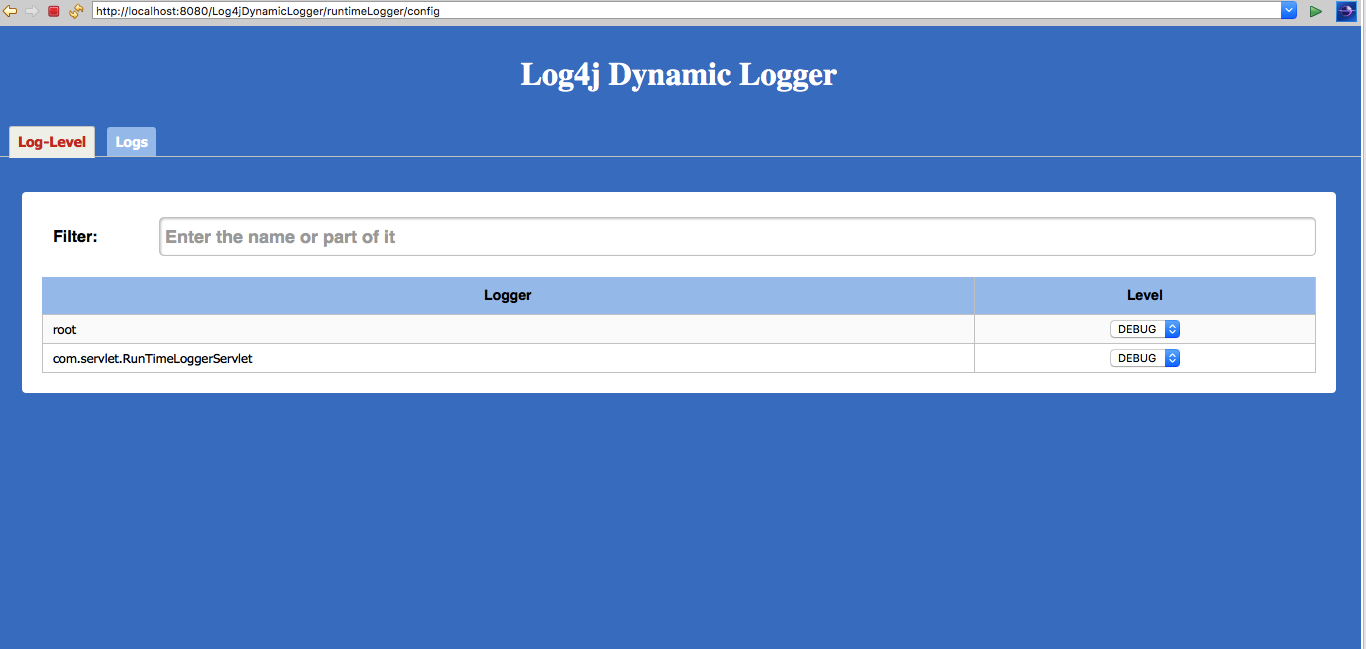 http://localhost:8080/Log4jDynamicLogger/runtimeLogger/config
Log4j Dynamic Logger
Log-Level Logs
Filter: Enter the name or part of it
Logger Level
root DEBUG
com.servlet.RunTimeLoggerServlet DEBUG